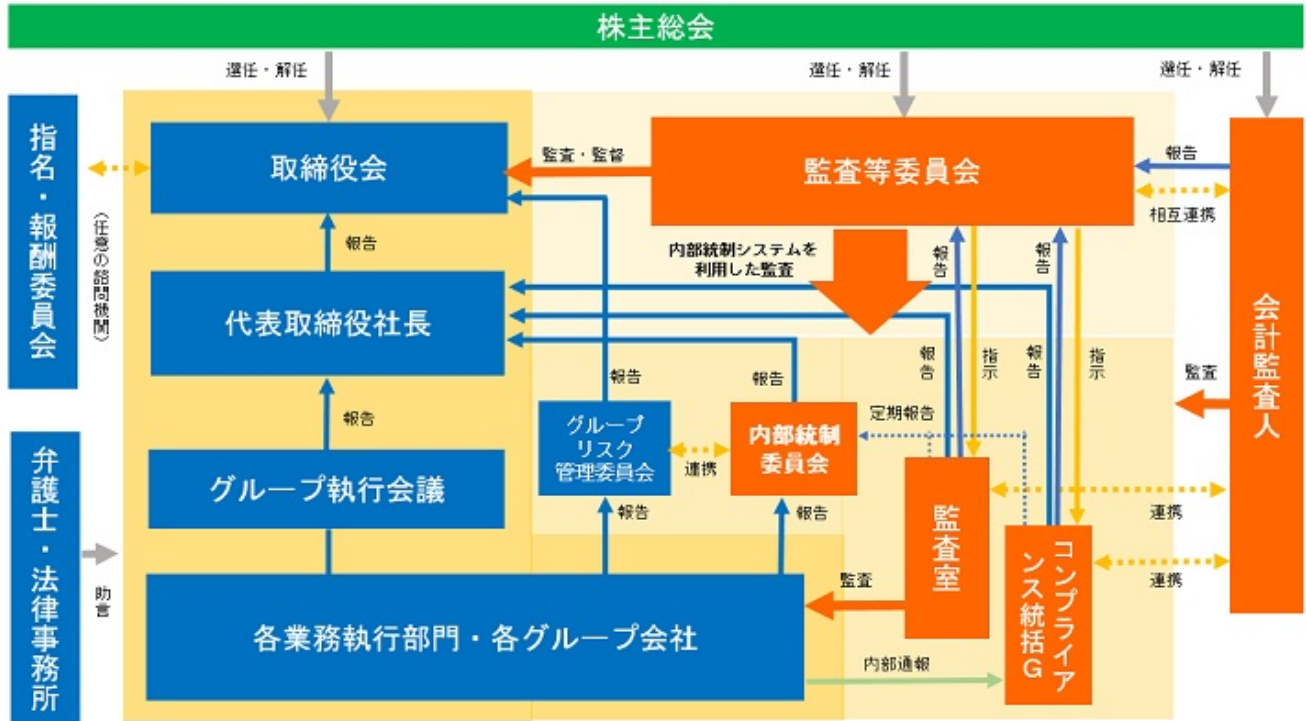 株主総会
選任・解任
選任・解任
選任・解任
指名・報酬委員会
(任意の諮問機関)
取締役会
監査・監督
監査等委員会
報告
相互連携
会計監査人
報告
内部統制システムを
利用した監査
報告
報告
代表取締役社長
報告
指示
報告
指示
監査
報告
報告
報告
定期報告
グループ
リスク
管理委員会
連携
内部統制
委員会
グループ執行会議
弁護士・法律事務所
助言
報告
報告
監査室
連携
コンプライア
ンス統括G
連携
監査
各業務執行部門・各グループ会社
内部通報